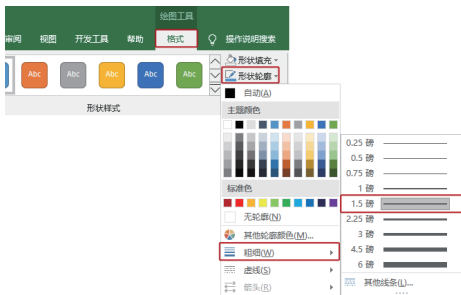 绘图工具
审阅 视图 开发工具 帮助 格式 操作说明搜索
Abc Abc Abc Abc Abc
形状填充
形状轮廓
形状样式
自动(A)
主题颜色
标准色
无轮廓(N)
其他轮廓颜色(M)...
粗细(W)
虚线(S)
箭头(R)
0.25 磅
0.5 磅
0.75 磅
1 磅
1.5 磅
2.25 磅
3 磅
4.5 磅
6 磅
其他线条(L)...